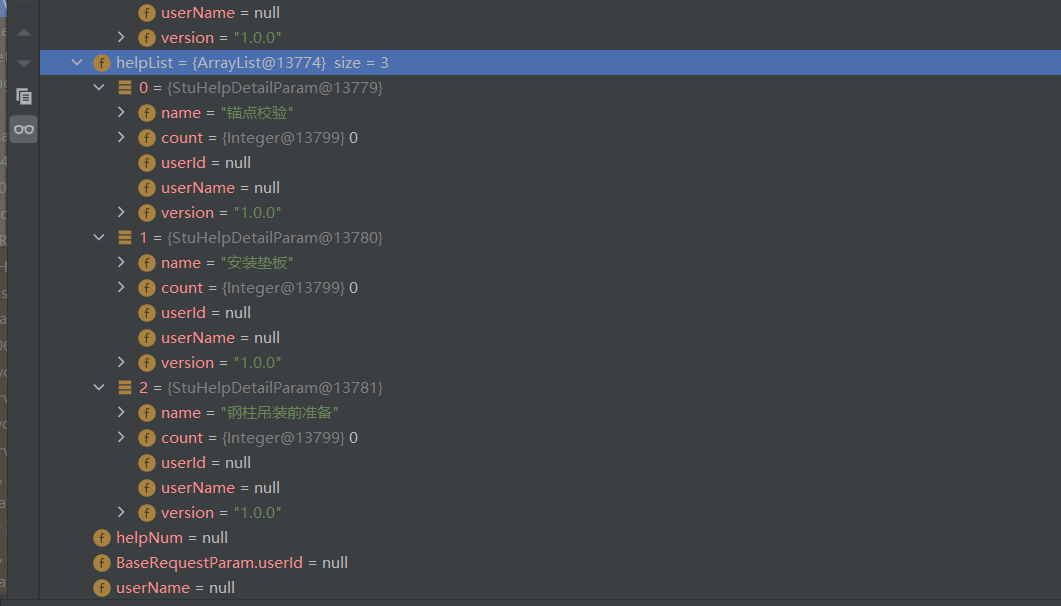 userName = null
version = "1.0.0"
helpList = {ArrayList@13774} size = 3
0 = {StuHelpDetailParam@13779}
name = "锚点校验"
count = {Integer@13799} 0
userId = null
userName = null
version = "1.0.0"
1 = {StuHelpDetailParam@13780}
name = "安装垫板"
count = {Integer@13799} 0
userId = null
userName = null
version = "1.0.0"
2 = {StuHelpDetailParam@13781}
name = "钢柱吊装前准备"
count = {Integer@13799} 0
userId = null
userName = null
version = "1.0.0"
helpNum = null
BaseRequestParam.userId = null
userName = null